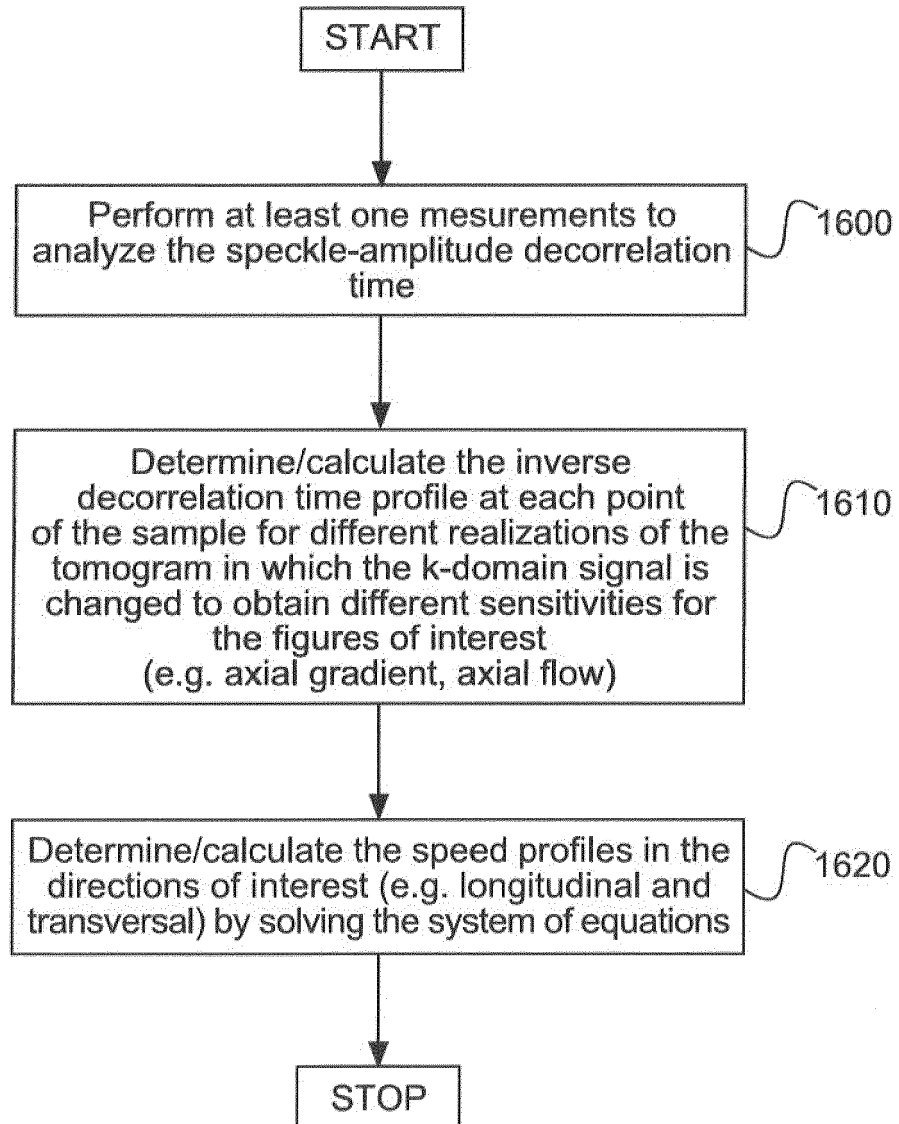 START
Perform at least one mesurements to
analyze the speckle-amplitude decorrelation
time
1600
Determine/calculate the inverse
decorrelation time profile at each point
of the sample for different realizations of the
tomogram in which the k-domain signal is
changed to obtain different sensitivities for
the figures of interest
(e.g. axial gradient, axial flow)
1610
Determine/calculate the speed profiles in the
directions of interest (e.g. longitudinal and
transversal) by solving the system of equations
1620
STOP